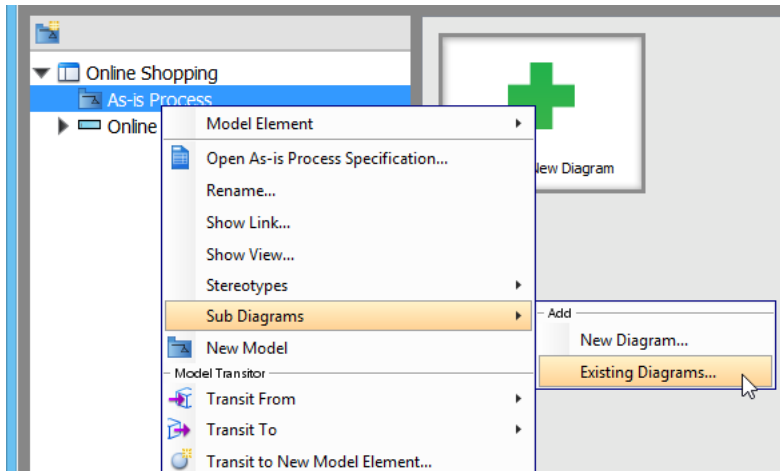 Online Shopping
As-is Process
Online
Model Element
Open As-is Process Specification...
Rename...
Show Link...
Show View...
Stereotypes
Sub Diagrams
New Model
Model Transitor
Transit From
Transit To
Transit to New Model Element...
New Diagram
Add
New Diagram...
Existing Diagrams...